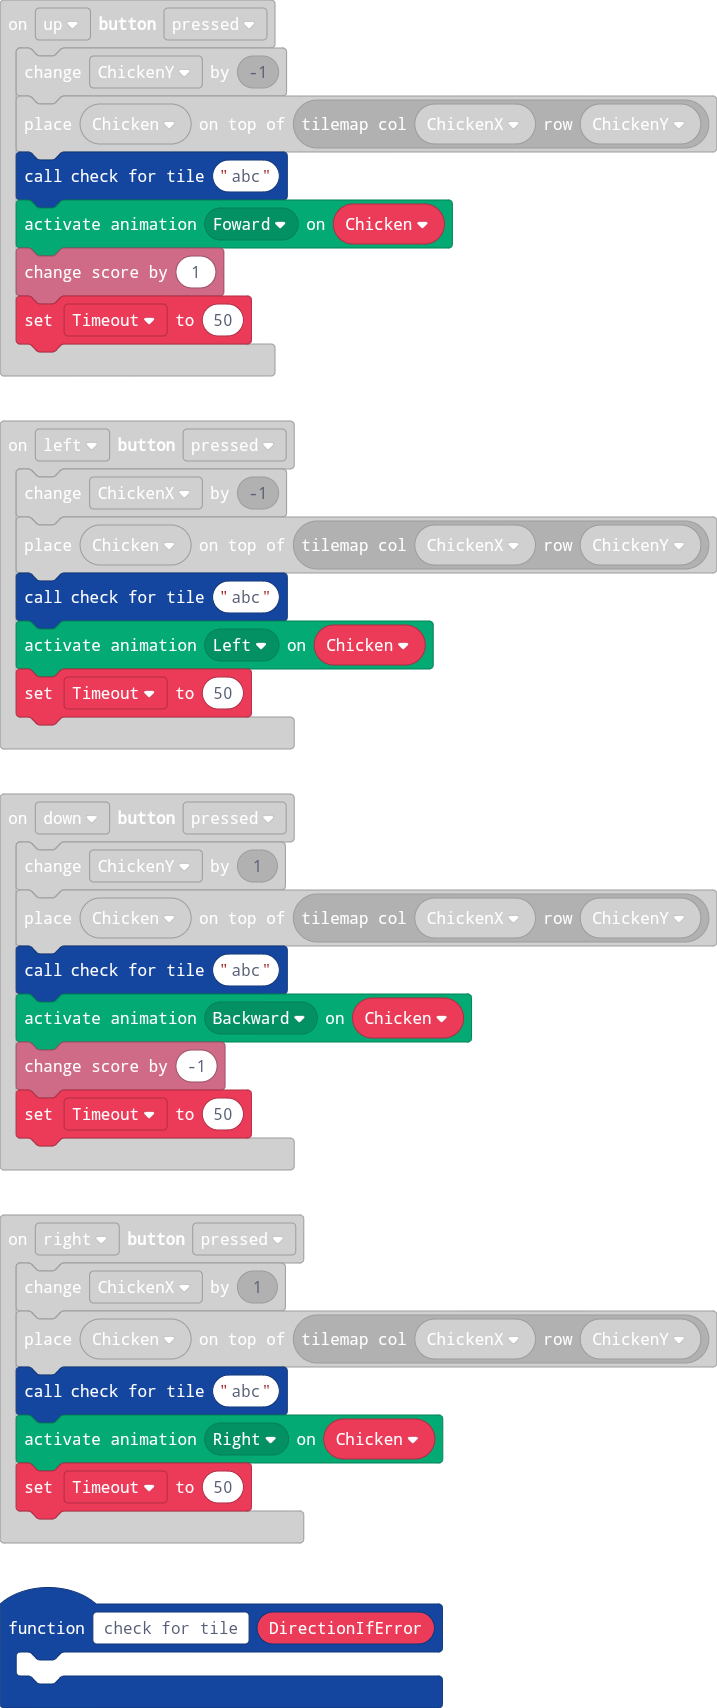 on up button pressed
change ChickenY by -1
place Chicken on top of tilemap col ChickenX row ChickenY
call check for tile "abc"
activate animation Foward on Chicken
change score by 1
set Timeout to 50
on left button pressed
change ChickenX by -1
place Chicken on top of tilemap col ChickenX row ChickenY
call check for tile "abc"
activate animation Left on Chicken
set Timeout to 50
on down button pressed
change ChickenY by 1
place Chicken on top of tilemap col ChickenX row ChickenY
call check for tile "abc"
activate animation Backward on Chicken
change score by -1
set Timeout to 50
on right button pressed
change ChickenX by 1
place Chicken on top of tilemap col ChickenX row ChickenY
call check for tile "abc"
activate animation Right on Chicken
set Timeout to 50
function check for tile DirectionIfError